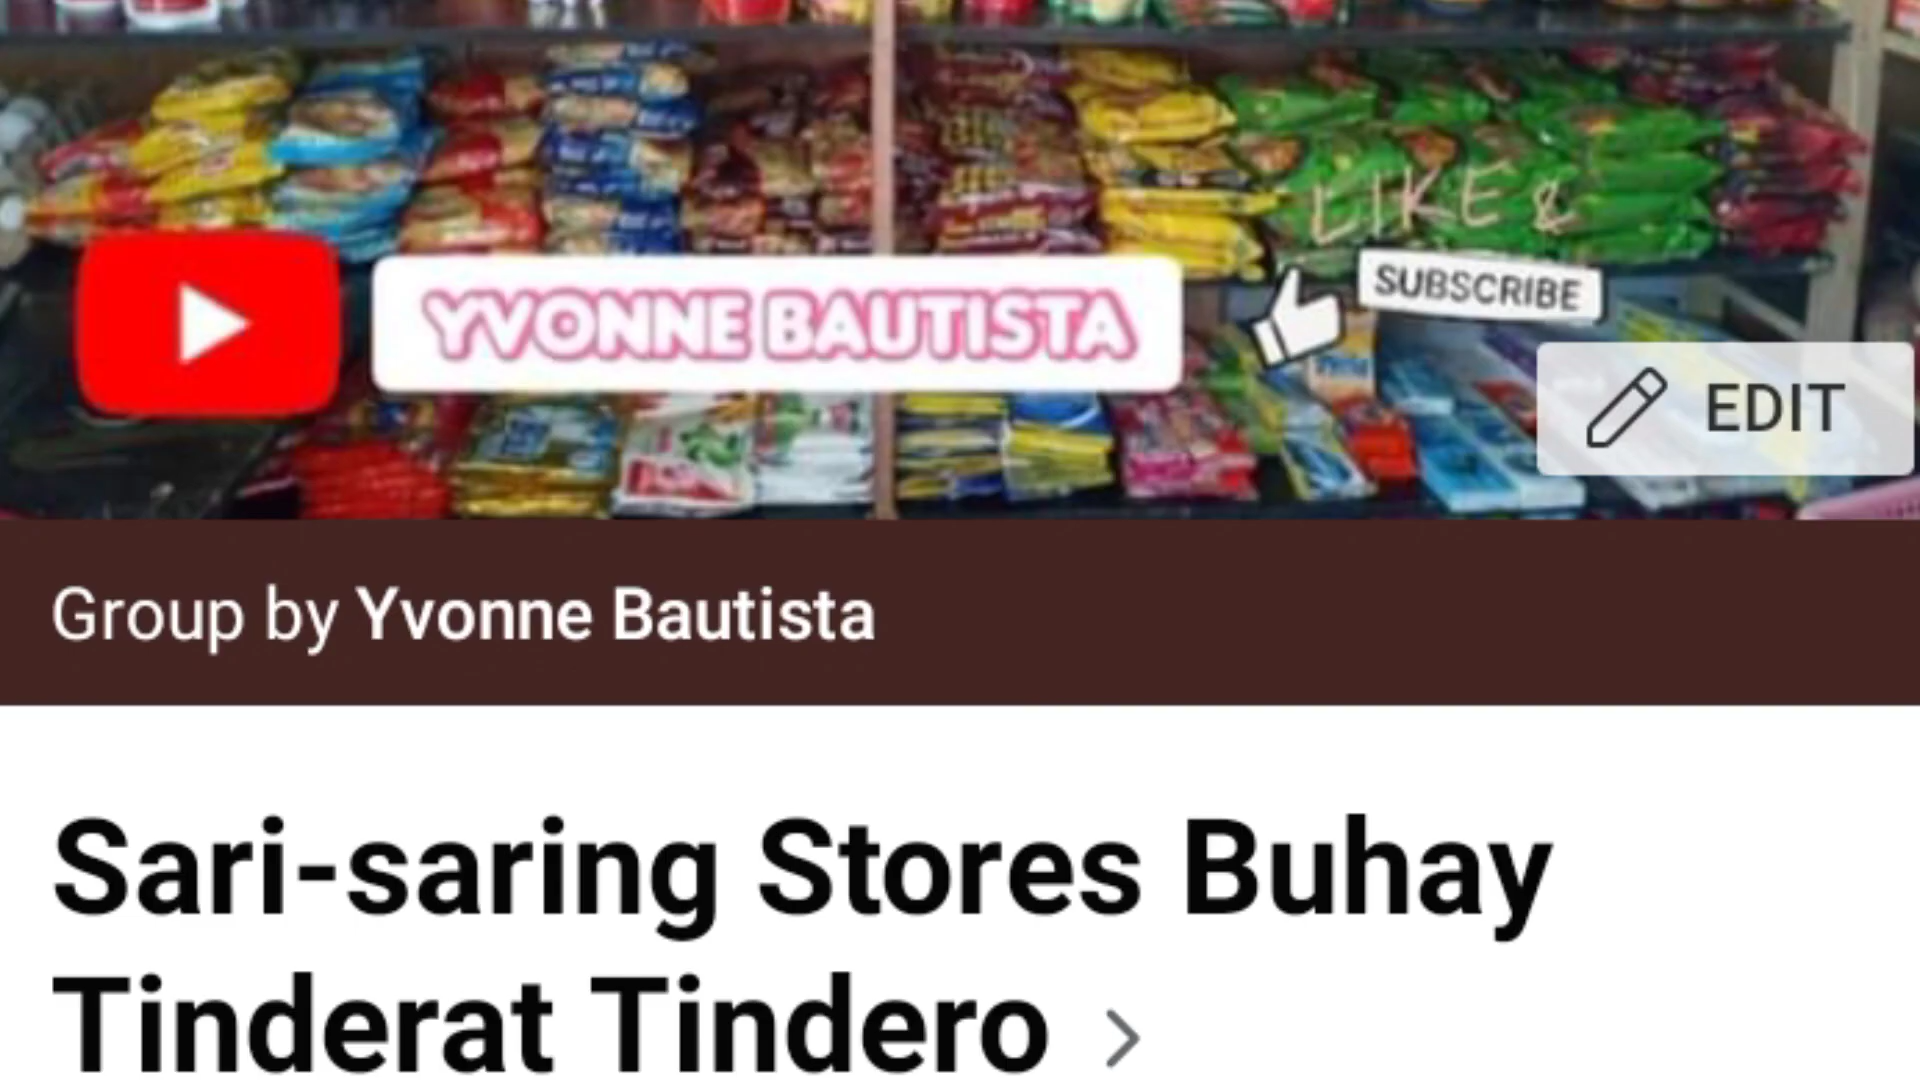 LIKE &
SUBSCRIBE
YVONNE BAUTISTA
EDIT
Group by Yvonne Bautista
Sari-saring Stores Buhay
Tinderat Tindero